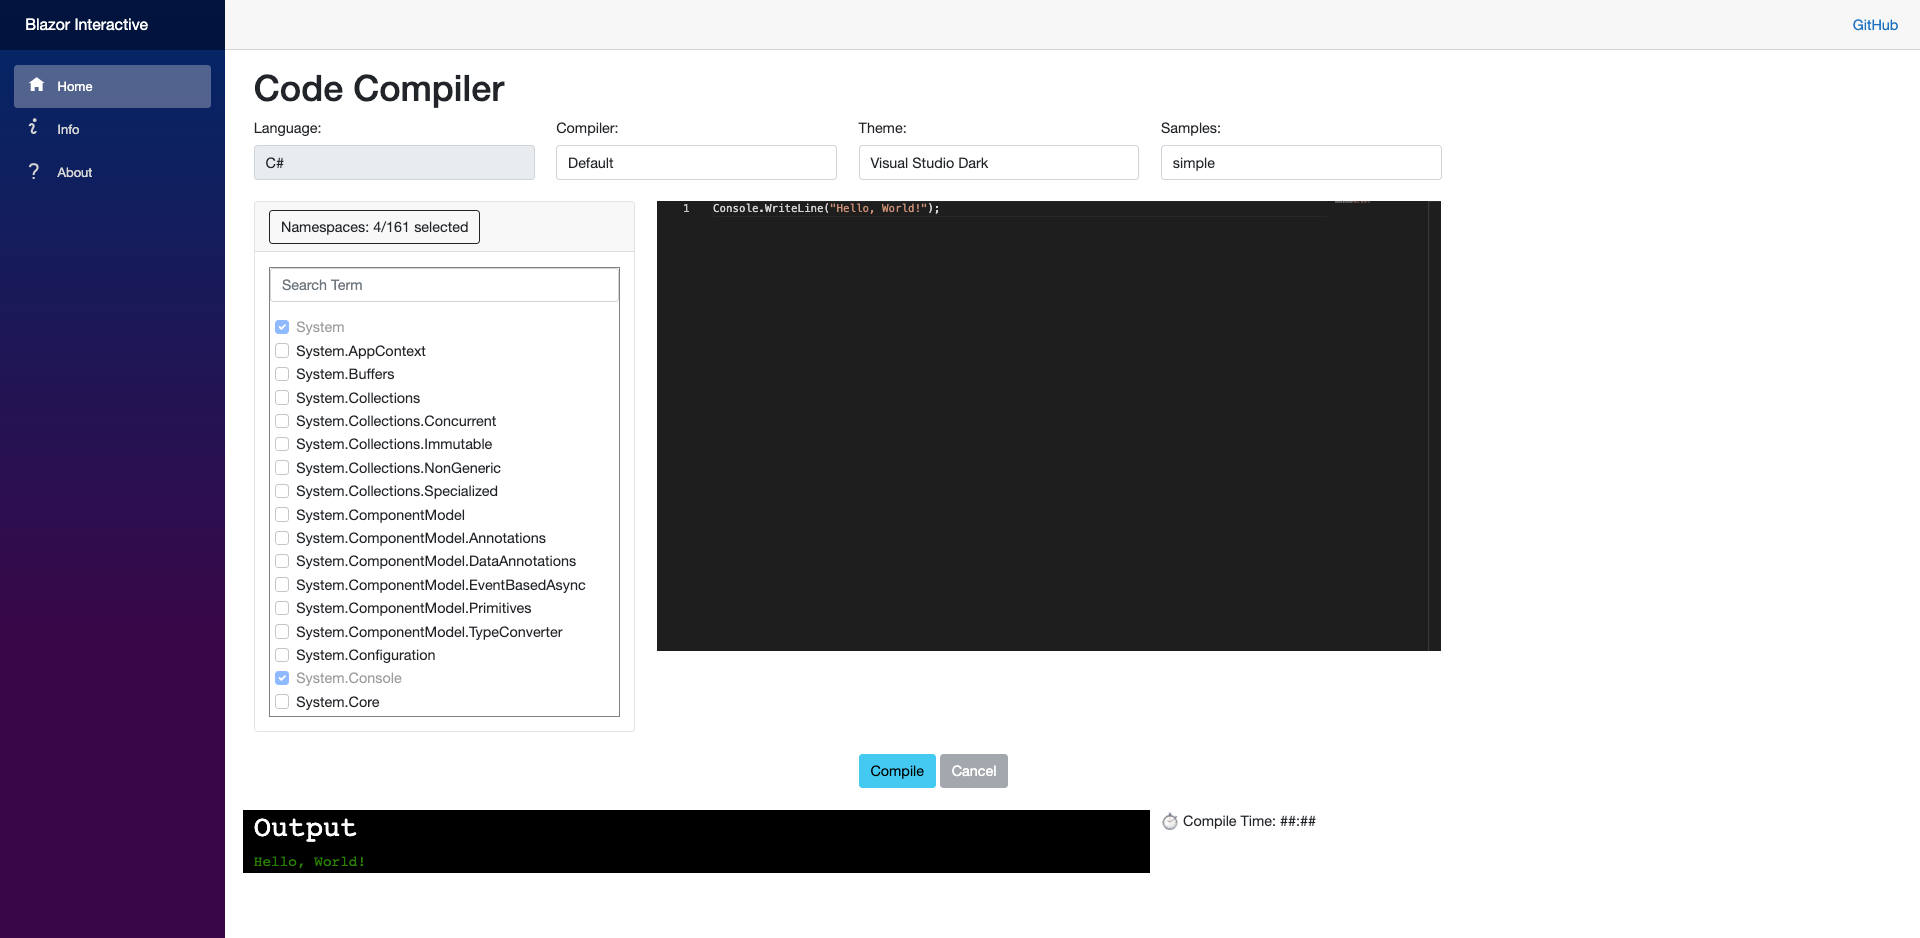 Blazor Interactive
GitHub
Home
Info
? About
Code Compiler
Language:
C#
Compiler:
Default
Theme:
Visual Studio Dark
Samples:
simple
Namespaces: 4/161 selected
Search Term
System
System.AppContext
System.Buffers
System.Collections
System.Collections.Concurrent
System.Collections.Immutable
System.Collections.NonGeneric
System.Collections.Specialized
System.ComponentModel
System.ComponentModel.Annotations
System.ComponentModel.DataAnnotations
System.ComponentModel.EventBasedAsync
System.ComponentModel.Primitives
System.ComponentModel.TypeConverter
System.Configuration
System.Console
System.Core
1 Console.WriteLine("Hello, World!");
Compile Cancel
Output
Hello, World!
Compile Time: ##:##